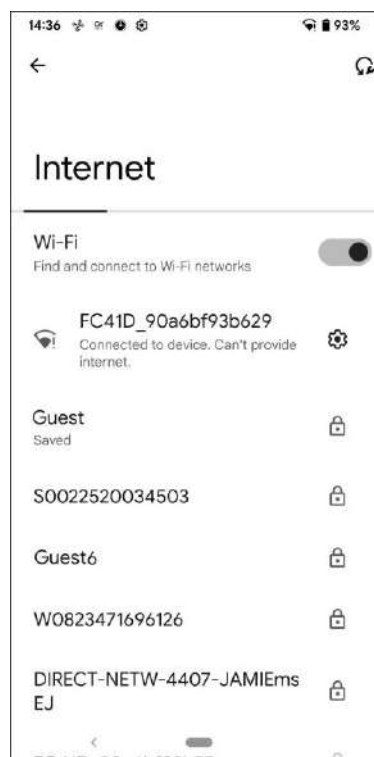 14:36 93%
Internet
Wi-Fi
Find and connect to Wi-Fi networks
FC41D_90a6bf93b629
Connected to device. Can't provide
internet.
Guest
Saved
S0022520034503
Guest6
W0823471696126
DIRECT-NETW-4407-JAMIEms
EJ